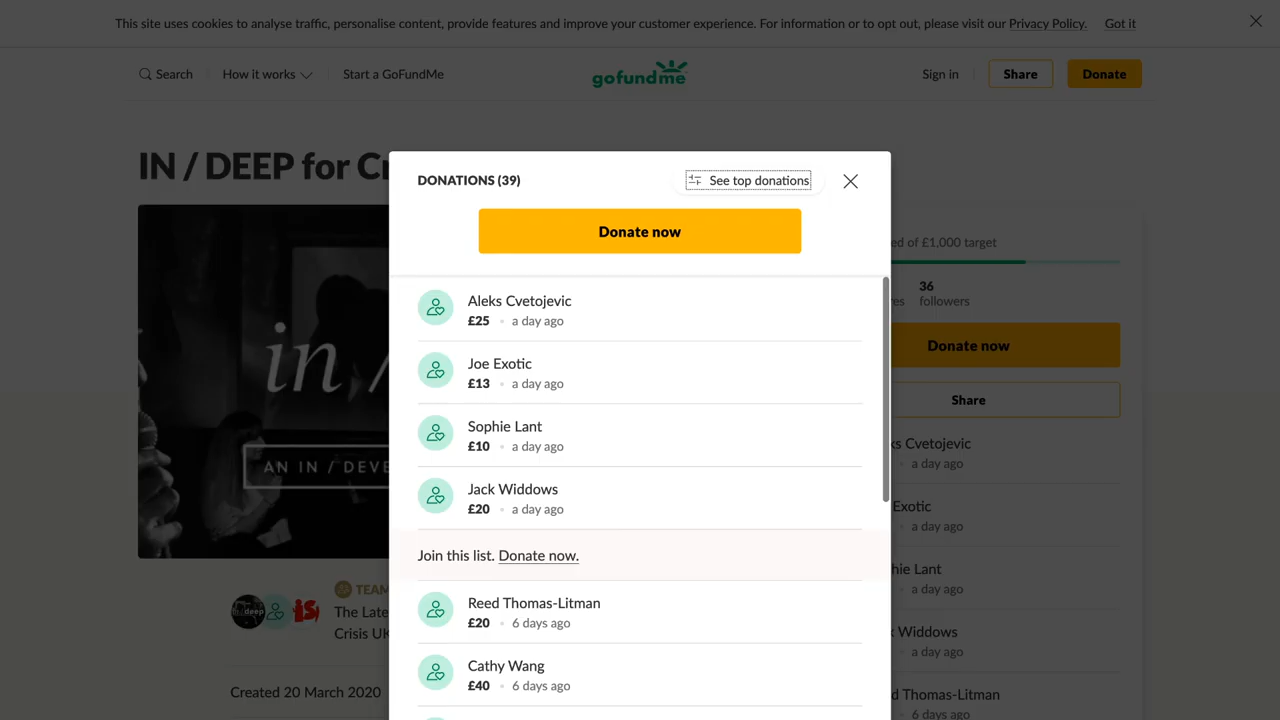 This site uses cookies to analyse traffic, personalise content, provide features and improve your customer experience. For information or to opt out, please visit our Privacy Policy. Got it
Search How it works Start a GoFundMe gofundme Sign in Share Donate
IN / DEEP for Cr
DONATIONS (39) See top donations
Donate now
Aleks Cvetojevic
£25 • a day ago
Joe Exotic
£13 • a day ago
Sophie Lant
£10 • a day ago
Jack Widdows
£20 • a day ago
Join this list. Donate now.
Reed Thomas-Litman
£20 • 6 days ago
Cathy Wang
£40 • 6 days ago
in /
AN IN / DEVE
TEAM
in / deep
The Late
Crisis UK
Created 20 March 2020
ed of £1,000 target
36
res followers
Donate now
Share
ks Cvetojevic
• a day ago
Exotic
• a day ago
hie Lant
• a day ago
k Widdows
• a day ago
d Thomas-Litman
• 6 days ago